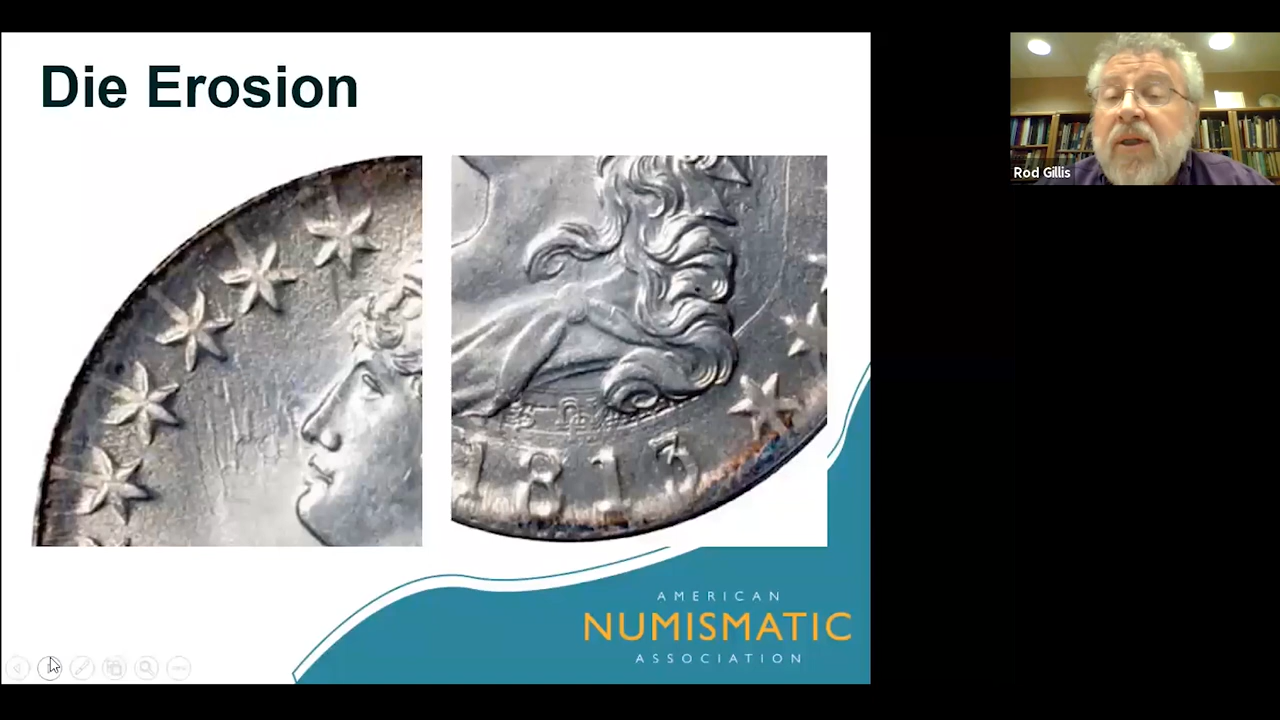 Die Erosion
1813
AMERICAN
NUMISMATIC
ASSOCIATION
Rod Gillis